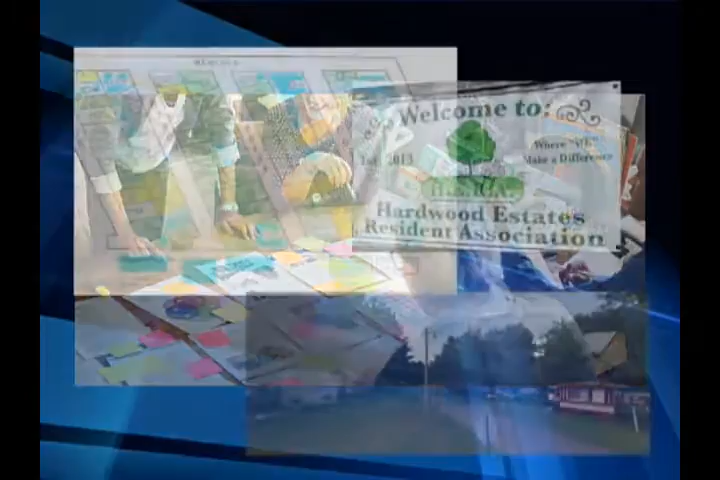 Welcome to:
Est. 2013
Where "WE"
Make a Difference
Hardwood Estates
Resident Association